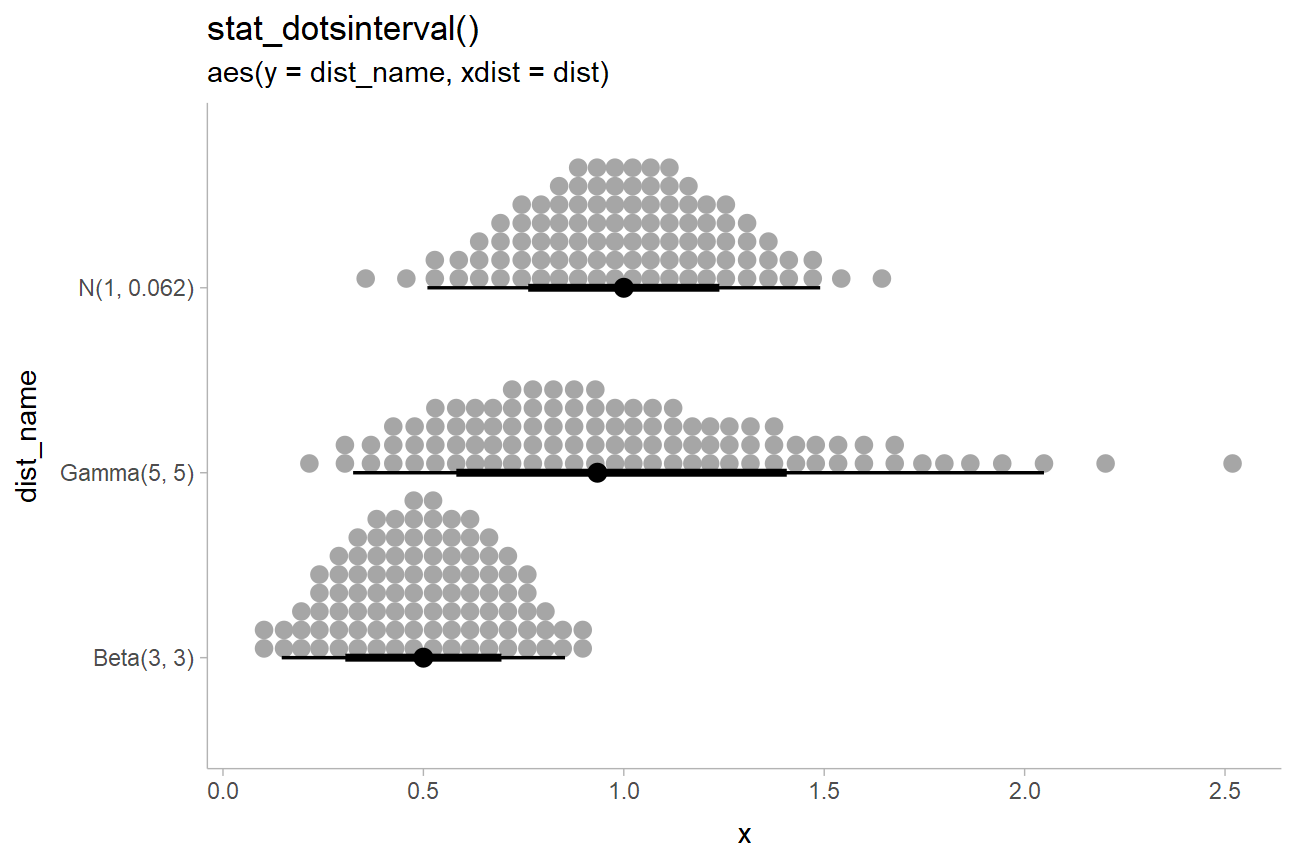 stat_dotsinterval()
aes(y = dist_name, xdist = dist)
dist_name
N(1, 0.062)
Gamma(5, 5)
Beta(3, 3)
0.0 0.5 1.0 1.5 2.0 2.5
x